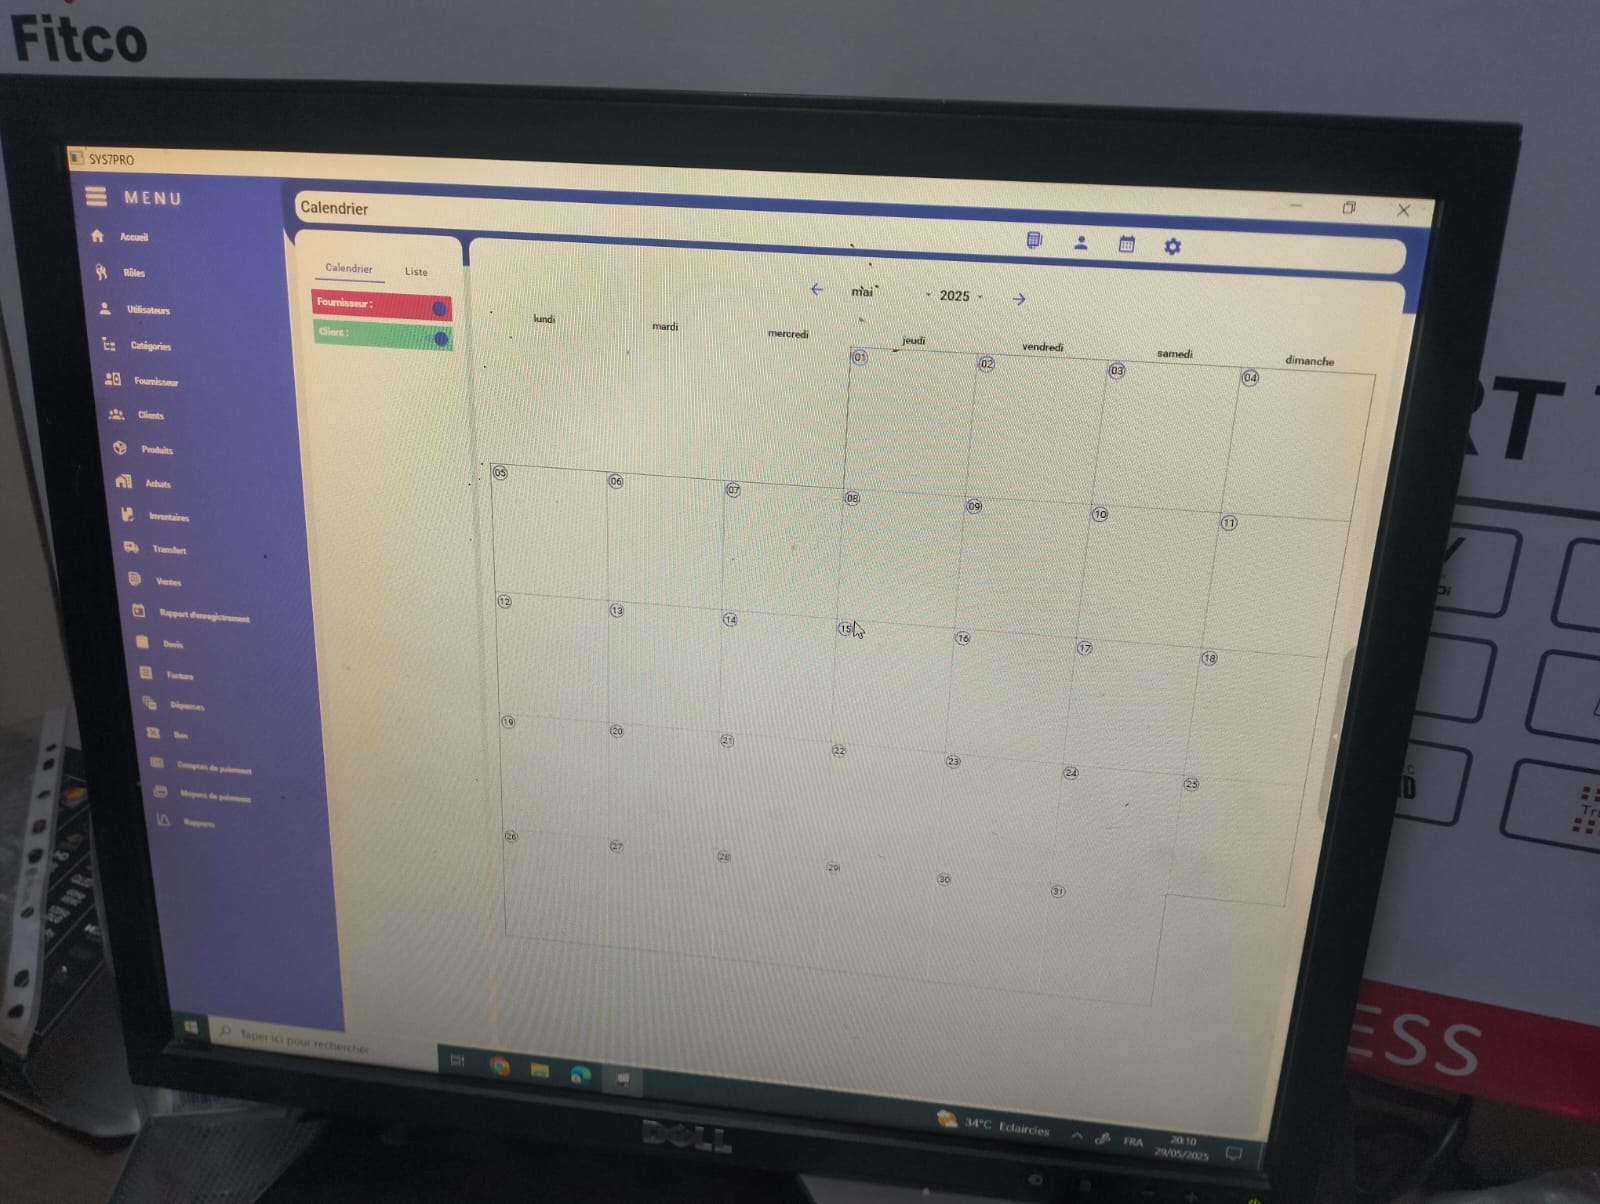 Fitco
SYS7PRO
MENU
Calendrier
Accueil
Rôles
Utilisateurs
Catégories
Fournisseur
Clients
Produits
Achats
Inventaires
Transfert
Ventes
Rapport d'enregistrement
Devis
Facture
Dépenses
Bon
Comptes de paiement
Moyens de paiement
Rapports
Calendrier Liste
Fournisseur :
Client :
mai 2025
lundi mardi mercredi jeudi vendredi samedi dimanche
01 02 03 04
05 06 07 08 09 10 11
12 13 14 15 16 17 18
19 20 21 22 23 24 25
26 27 28 29 30 31
Taper ici pour rechercher
34°C Eclaircies
FRA
20:10
29/05/2025
DELL
RT
ESS